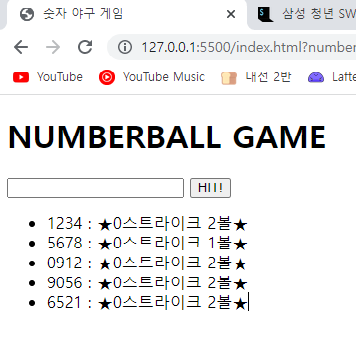 숫자 야구 게임
삼성 청년 SW
127.0.0.1:5500/index.html?number
YouTube YouTube Music 내선 2반 Latte
NUMBERBALL GAME
HI!!
1234 : ★0스트라이크 2볼★
5678 : ★0스트라이크 1볼★
0912 : ★0스트라이크 2볼★
9056 : ★0스트라이크 2볼★
6521 : ★0스트라이크 2볼★